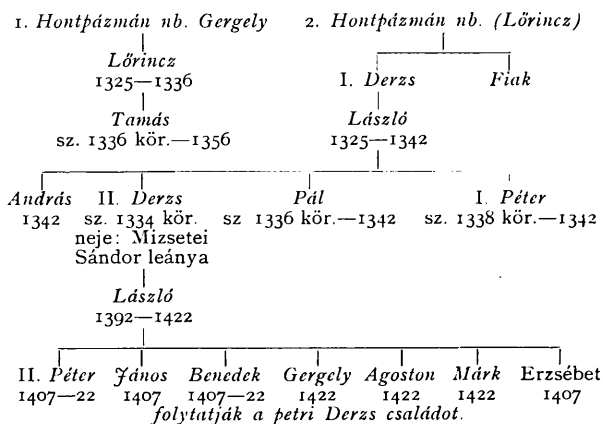 1. Hontpázmán nb. Gergely 2. Hontpázmán nb. (Lőrincz)
Lőrincz
1325—1336 I. Derzs Fiak
Tamás László
sz. 1336 kör.—1356 1325—1342
András II. Derzs Pál I. Péter
1342 sz. 1334 kör. sz 1336 kör.—1342 sz. 1338 kör.—1342
neje: Mizsetei
Sándor leánya
László
1392—1422
II. Péter János Benedek Gergely Agoston Márk Erzsébet
1407—22 1407 1407—22 1422 1422 1422 1407
folytatják a petri Derzs családot.